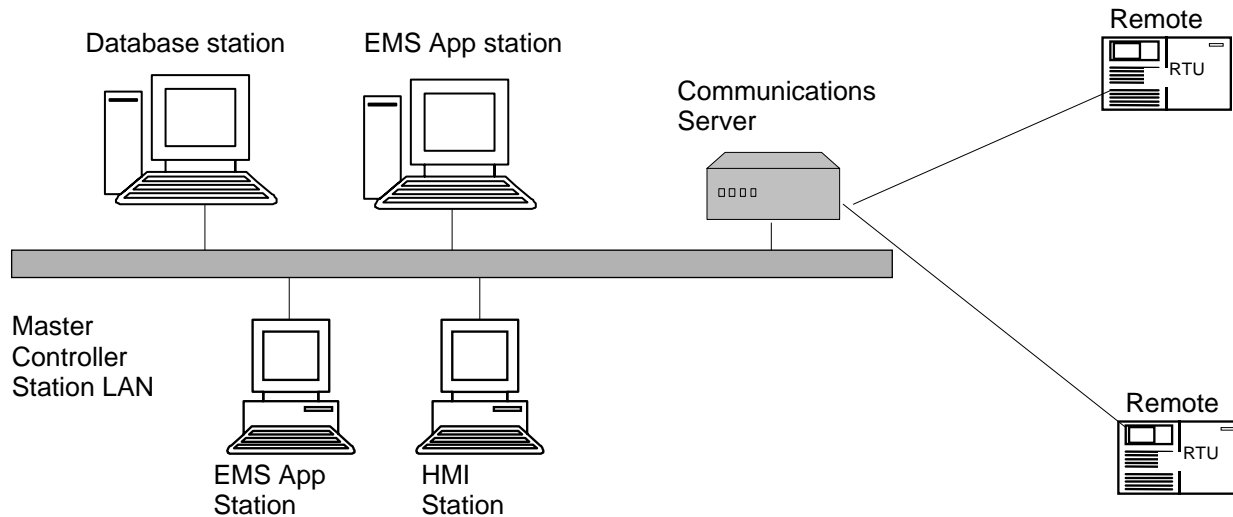 Database station
EMS App station
Communications
Server
Remote
RTU
Master
Controller
Station LAN
EMS App
Station
HMI
Station
Remote
RTU